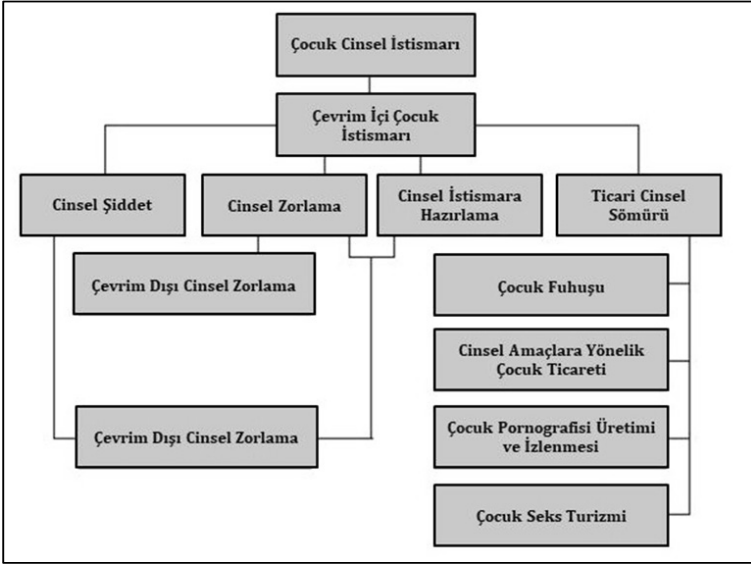 Çocuk Cinsel İstismarı
Çevrim İçi Çocuk
İstismarı
Cinsel Şiddet
Cinsel Zorlama
Cinsel İstismara
Hazırlama
Ticari Cinsel
Sömürü
Çevrim Dışı Cinsel Zorlama
Çocuk Fuhuşu
Cinsel Amaçlara Yönelik
Çocuk Ticareti
Çevrim Dışı Cinsel Zorlama
Çocuk Pornografisi Üretimi
ve İzlenmesi
Çocuk Seks Turizmi